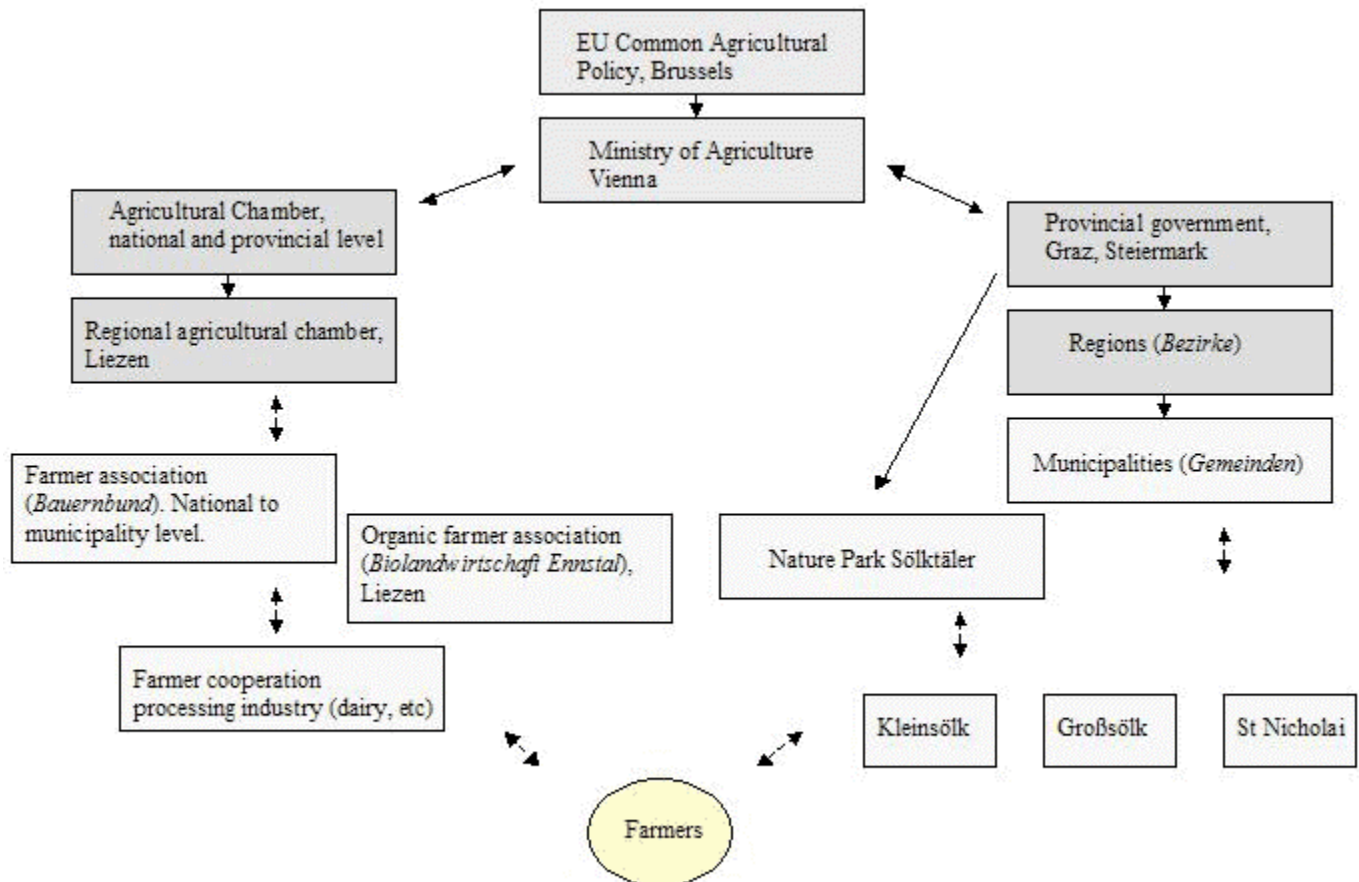 EU Common Agricultural
Policy, Brussels
Ministry of Agriculture
Vienna
Agricultural Chamber,
national and provincial level
Provincial government,
Graz, Steiermark
Regional agricultural chamber,
Liezen
Regions (Bezirke)
Municipalities (Gemeinden)
Farmer association
(Bauernbund). National to
municipality level.
Organic farmer association
(Biolandwirtschaft Ennstal),
Liezen
Nature Park Sölktäler
Farmer cooperation
processing industry (dairy, etc)
Kleinsölk
Großsölk
St Nicholai
Farmers